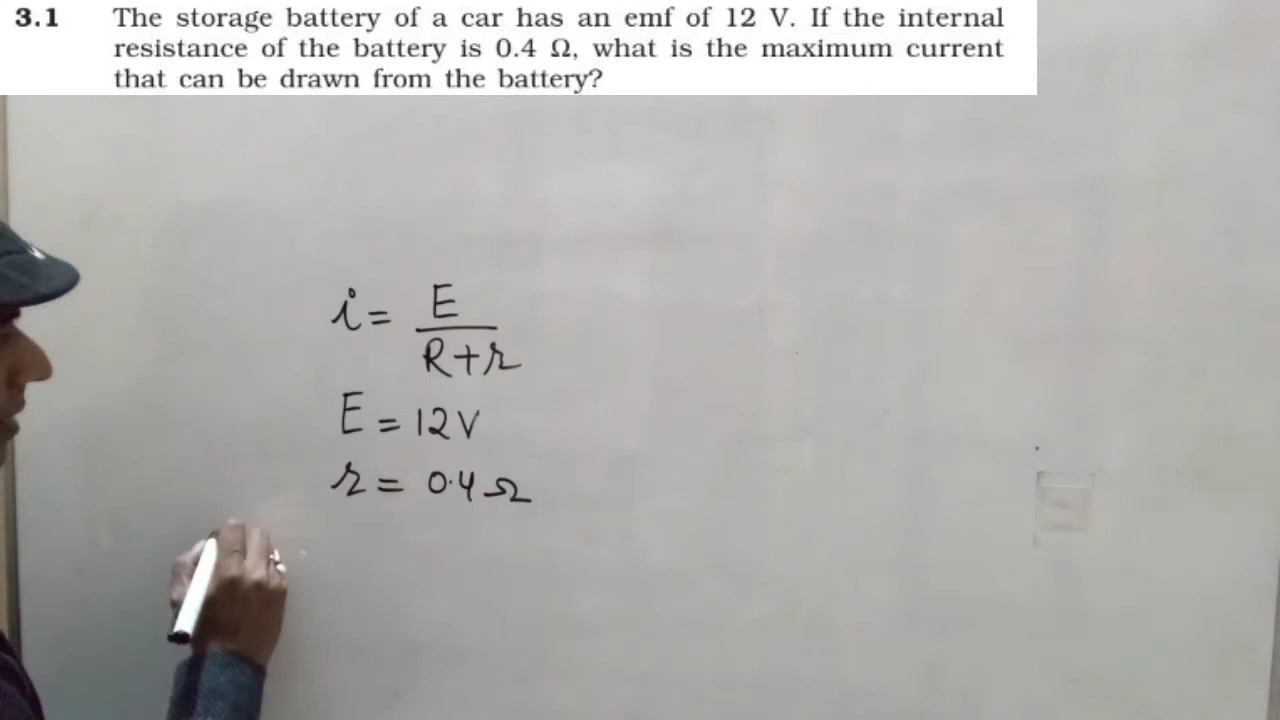 3.1 The storage battery of a car has an emf of 12 V. If the internal
resistance of the battery is 0.4 Ω, what is the maximum current
that can be drawn from the battery?
i = E
R+r
E = 12V
r = 0.4Ω